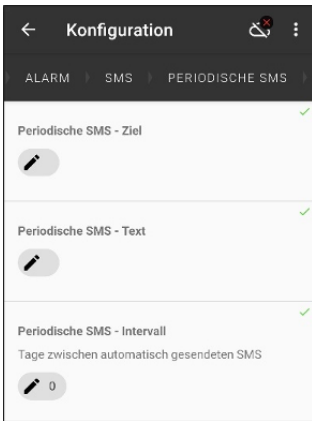 Konfiguration
ALARM SMS PERIODISCHE SMS
Periodische SMS - Ziel
Periodische SMS - Text
Periodische SMS - Intervall
Tage zwischen automatisch gesendeten SMS
0